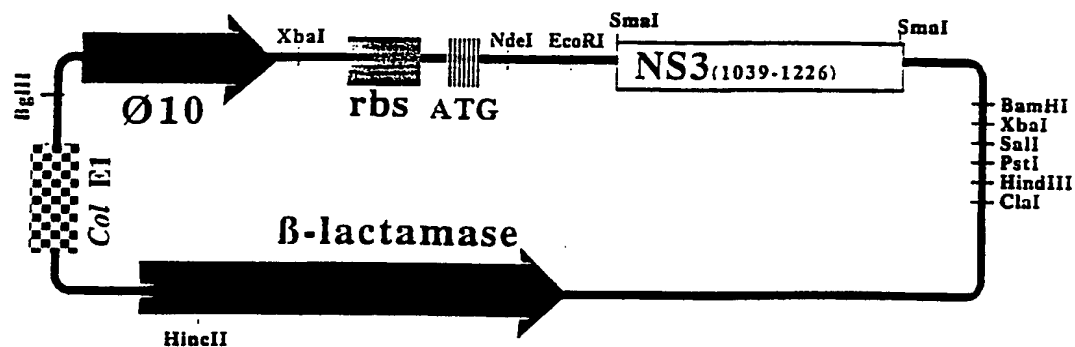 SmaI
SmaI
XbaI
NdeI
EcoRI
NS3(1039-1226)
BglII
Ø10
rbs
ATG
BamHI
XbaI
SalI
PstI
HindIII
ClaI
Col E1
ß-lactamase
HincII